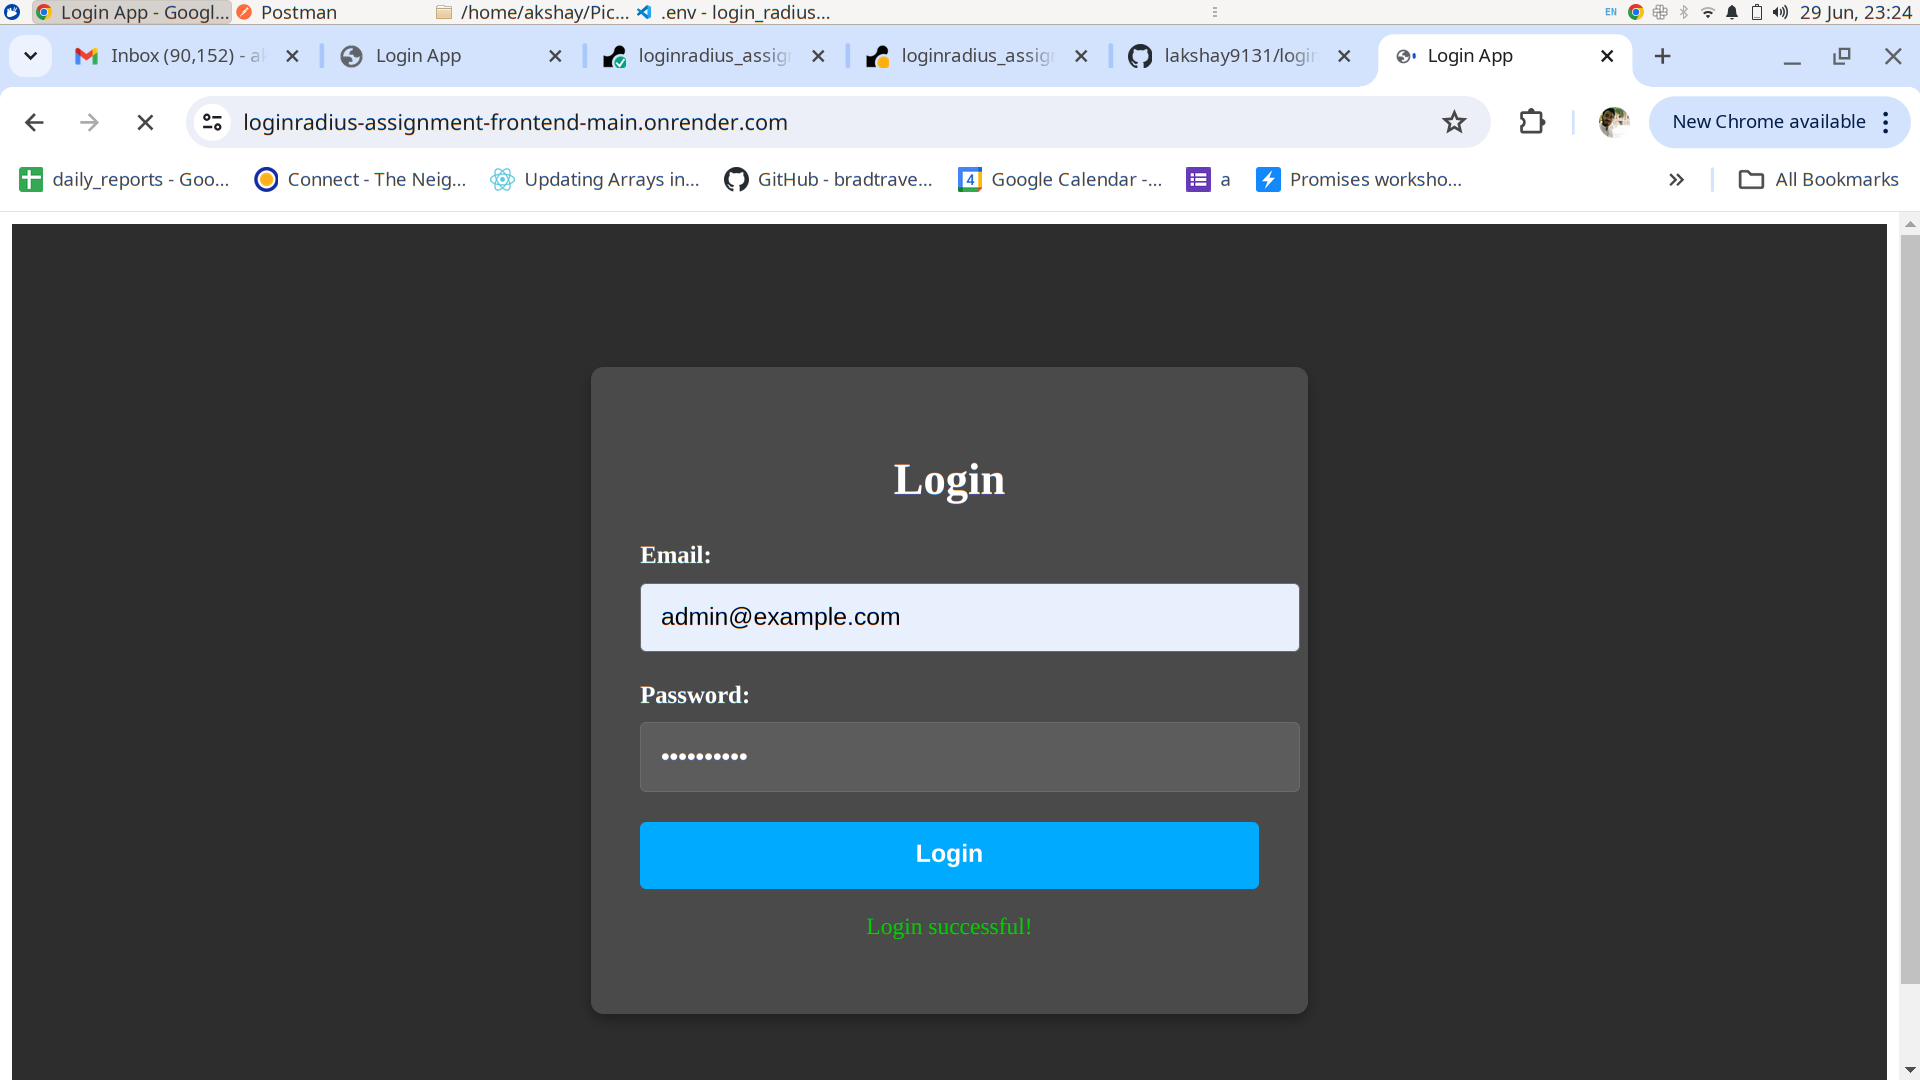 Login App - Googl... Postman /home/akshay/Pic... .env - login_radius... EN 29 Jun, 23:24
Inbox (90,152) - a Login App loginradius_assig loginradius_assig lakshay9131/login Login App
loginradius-assignment-frontend-main.onrender.com New Chrome available
daily_reports - Goo... Connect - The Neig... Updating Arrays in... GitHub - bradtrave... 4 Google Calendar -... a Promises worksho... All Bookmarks
Login
Email:
admin@example.com
Password:
••••••••••
Login
Login successful!